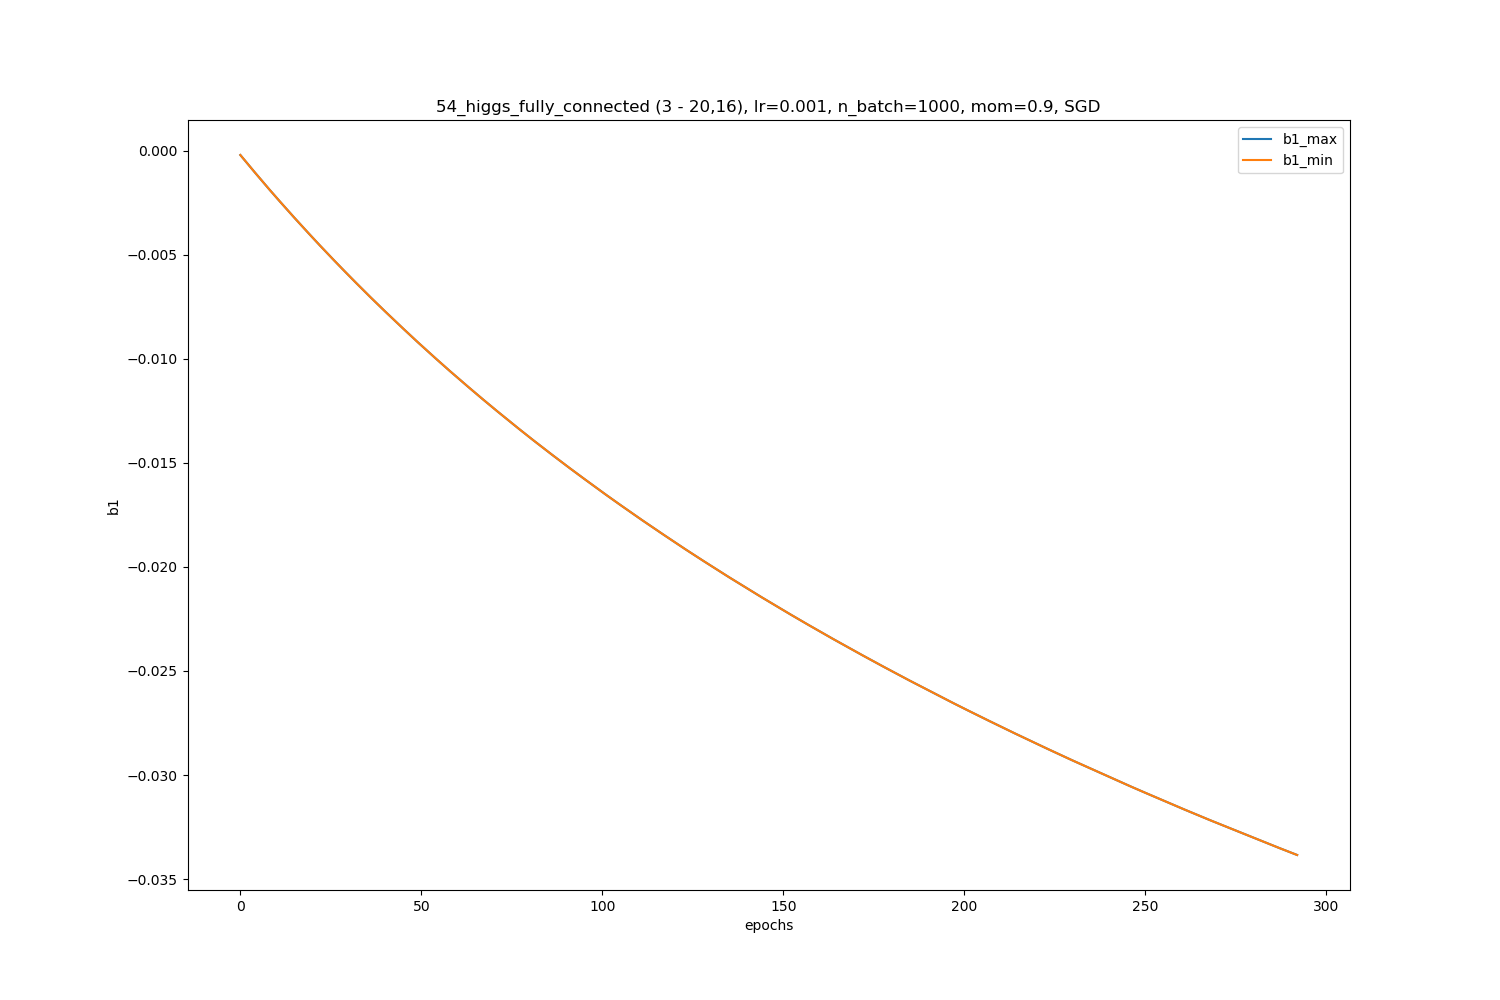 54_higgs_fully_connected (3 - 20,16), lr=0.001, n_batch=1000, mom=0.9, SGD
b1_max
b1_min
0.000
−0.005
−0.010
−0.015
−0.020
−0.025
−0.030
−0.035
b1
0 50 100 150 200 250 300
epochs